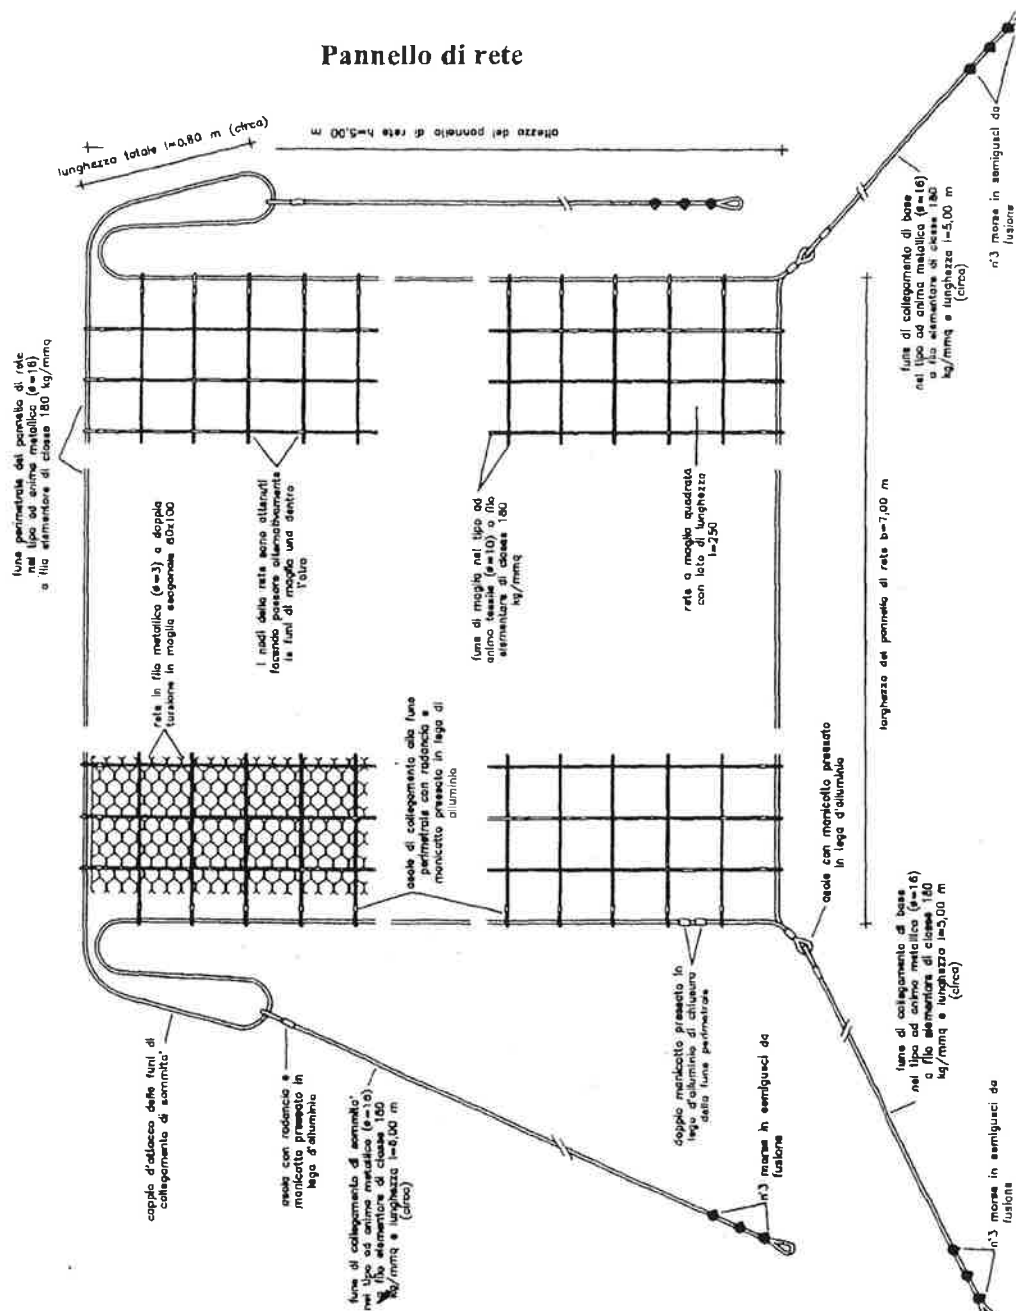 Pannello di rete
lunghezza totale l=0,80 m (circa)
altezza del pannello di rete h=5,00 m
fune perimetrale del pannello di rete
nel tipo ad anima metallica (ø=16)
a filo elementare di classe 180 kg/mmq
rete in filo metallico (ø=3) a doppia
torsione in maglia esagonale 80x100
i nodi della rete sono ottenuti
facendo passare alternativamente
le funi di maglia una dentro
l'altra
fune di maglia nel tipo ad
anima tessile (ø=10) a filo
elementare di classe 180
kg/mmq
rete a maglia quadrata
con lato di lunghezza
l=250
fune di collegamento di base
nel tipo ad anima metallica (ø=16)
a filo elementare di classe 180
kg/mmq e lunghezza l=5,00 m
(circa)
n°3 morse in semigusci da
fusione
larghezza del pannello di rete b=7,00 m
asole di collegamento alla fune
perimetrale con radancia e
manicotto pressato in lega di
alluminio
asole con manicotto pressato
in lega d'alluminio
cappio d'attacco delle funi di
collegamento di sommita'
asola con radancia e
manicotto pressato in
lega d'alluminio
fune di collegamento di sommita'
nel tipo ad anima metallica (ø=16)
filo elementare di classe 180
kg/mmq e lunghezza l=5,00 m
(circa)
doppio manicotto pressato in
lega d'alluminio di chiusura
della fune perimetrale
n°3 morse in semigusci da
fusione
fune di collegamento di base
nel tipo ad anima metallica (ø=16)
a filo elementare di classe 180
kg/mmq e lunghezza l=5,00 m
(circa)
n°3 morse in semigusci da
fusione